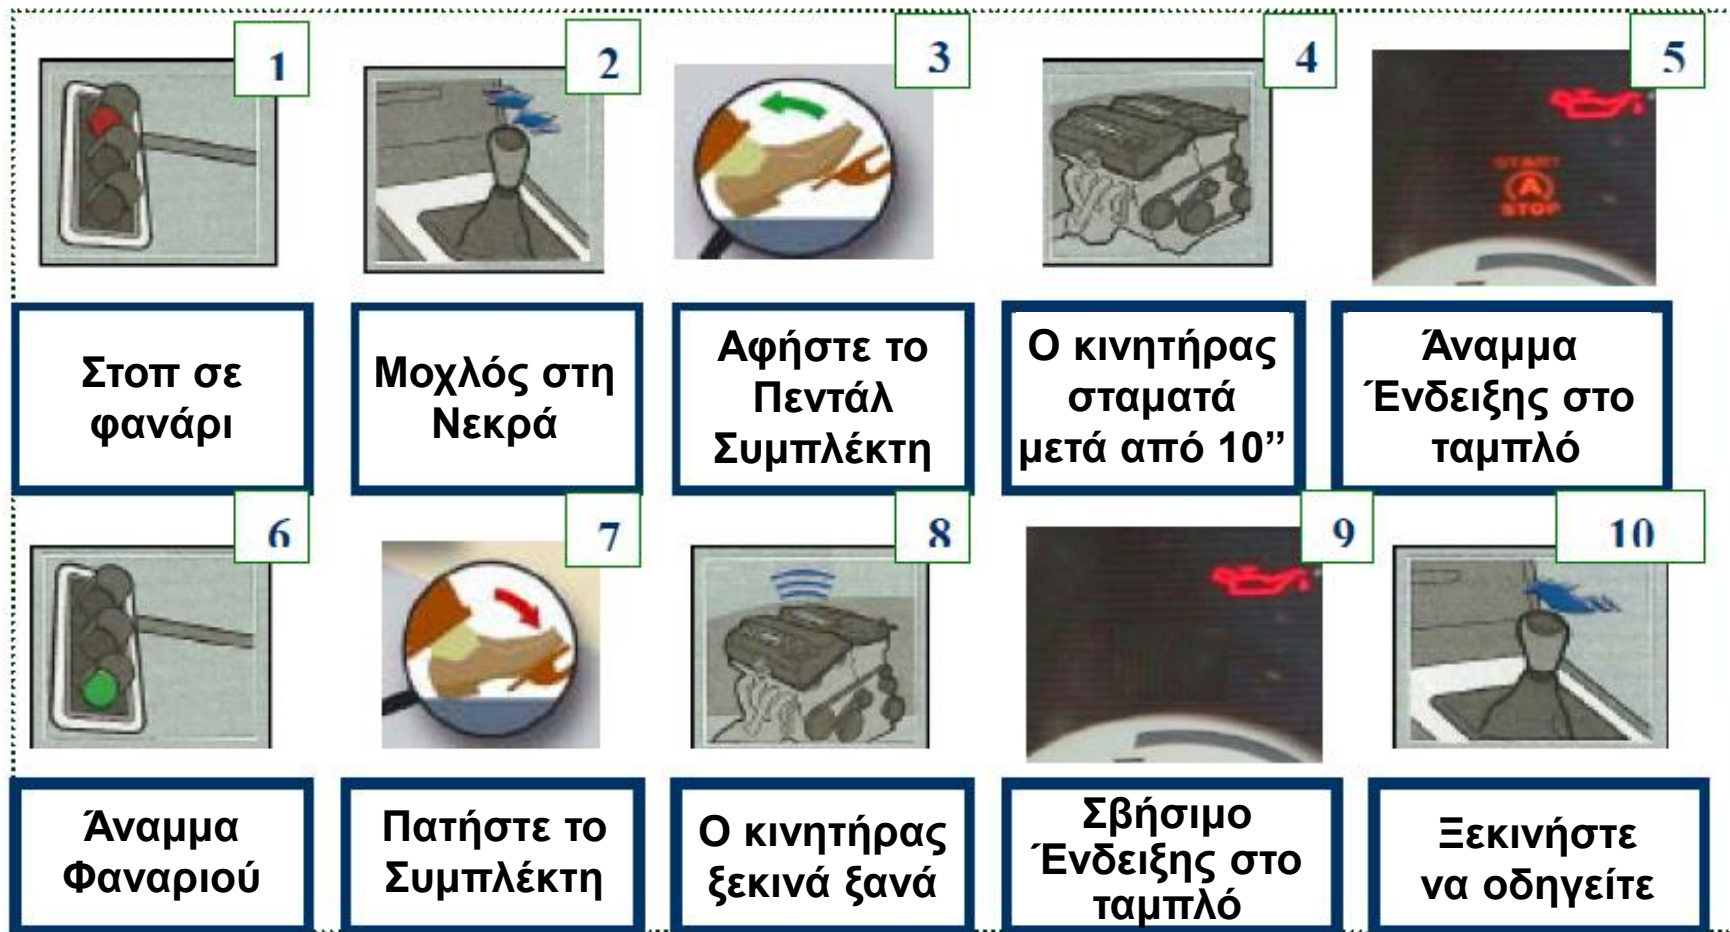 1
2
3
4
5
START
A
STOP
Στοπ σε
φανάρι
Μοχλός στη
Νεκρά
Αφήστε το
Πεντάλ
Συμπλέκτη
Ο κινητήρας
σταματά
μετά από 10”
Άναμμα
Ένδειξης στο
ταμπλό
6
7
8
9
10
Άναμμα
Φαναριού
Πατήστε το
Συμπλέκτη
Ο κινητήρας
ξεκινά ξανά
Σβήσιμο
Ένδειξης στο
ταμπλό
Ξεκινήστε
να οδηγείτε